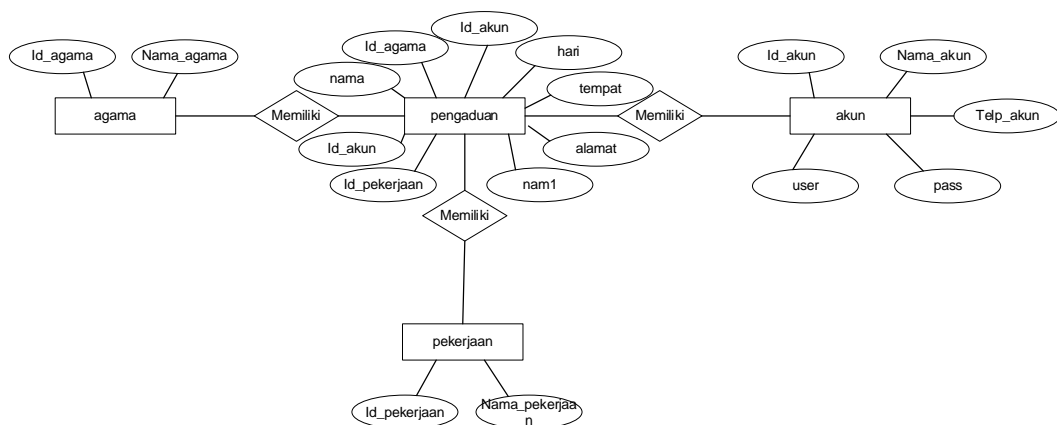 Id_akun
Id_agama
hari
Id_agama
Nama_agama
Id_akun
Nama_akun
nama
tempat
agama
Memiliki
pengaduan
Memiliki
akun
Telp_akun
Id_akun
alamat
Id_pekerjaan
nam1
user
pass
Memiliki
pekerjaan
Id_pekerjaan
Nama_pekerjaa
n